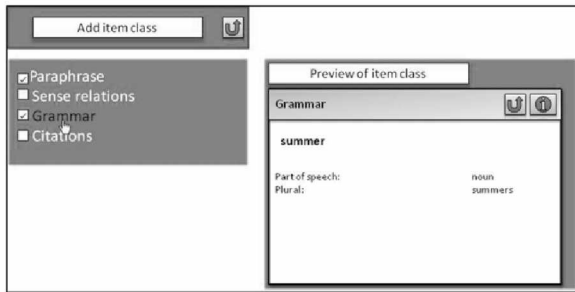 Add item class
Paraphrase
Sense relations
Grammar
Citations
Preview of item class
Grammar
summer
Part of speech: noun
Plural: summers